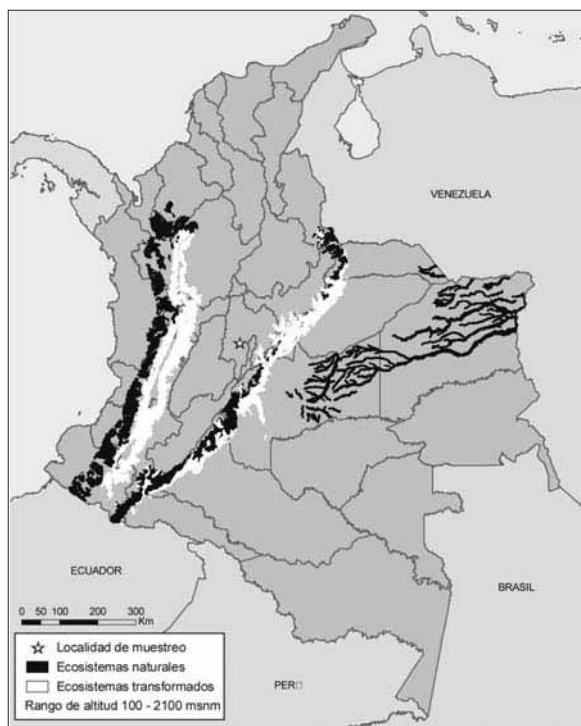 VENEZUELA
ECUADOR
BRASIL
0 50 100 200 300
Km
Localidad de muestreo
Ecosistemas naturales
Ecosistemas transformados
Rango de altitud 100 - 2100 msnm
PER□